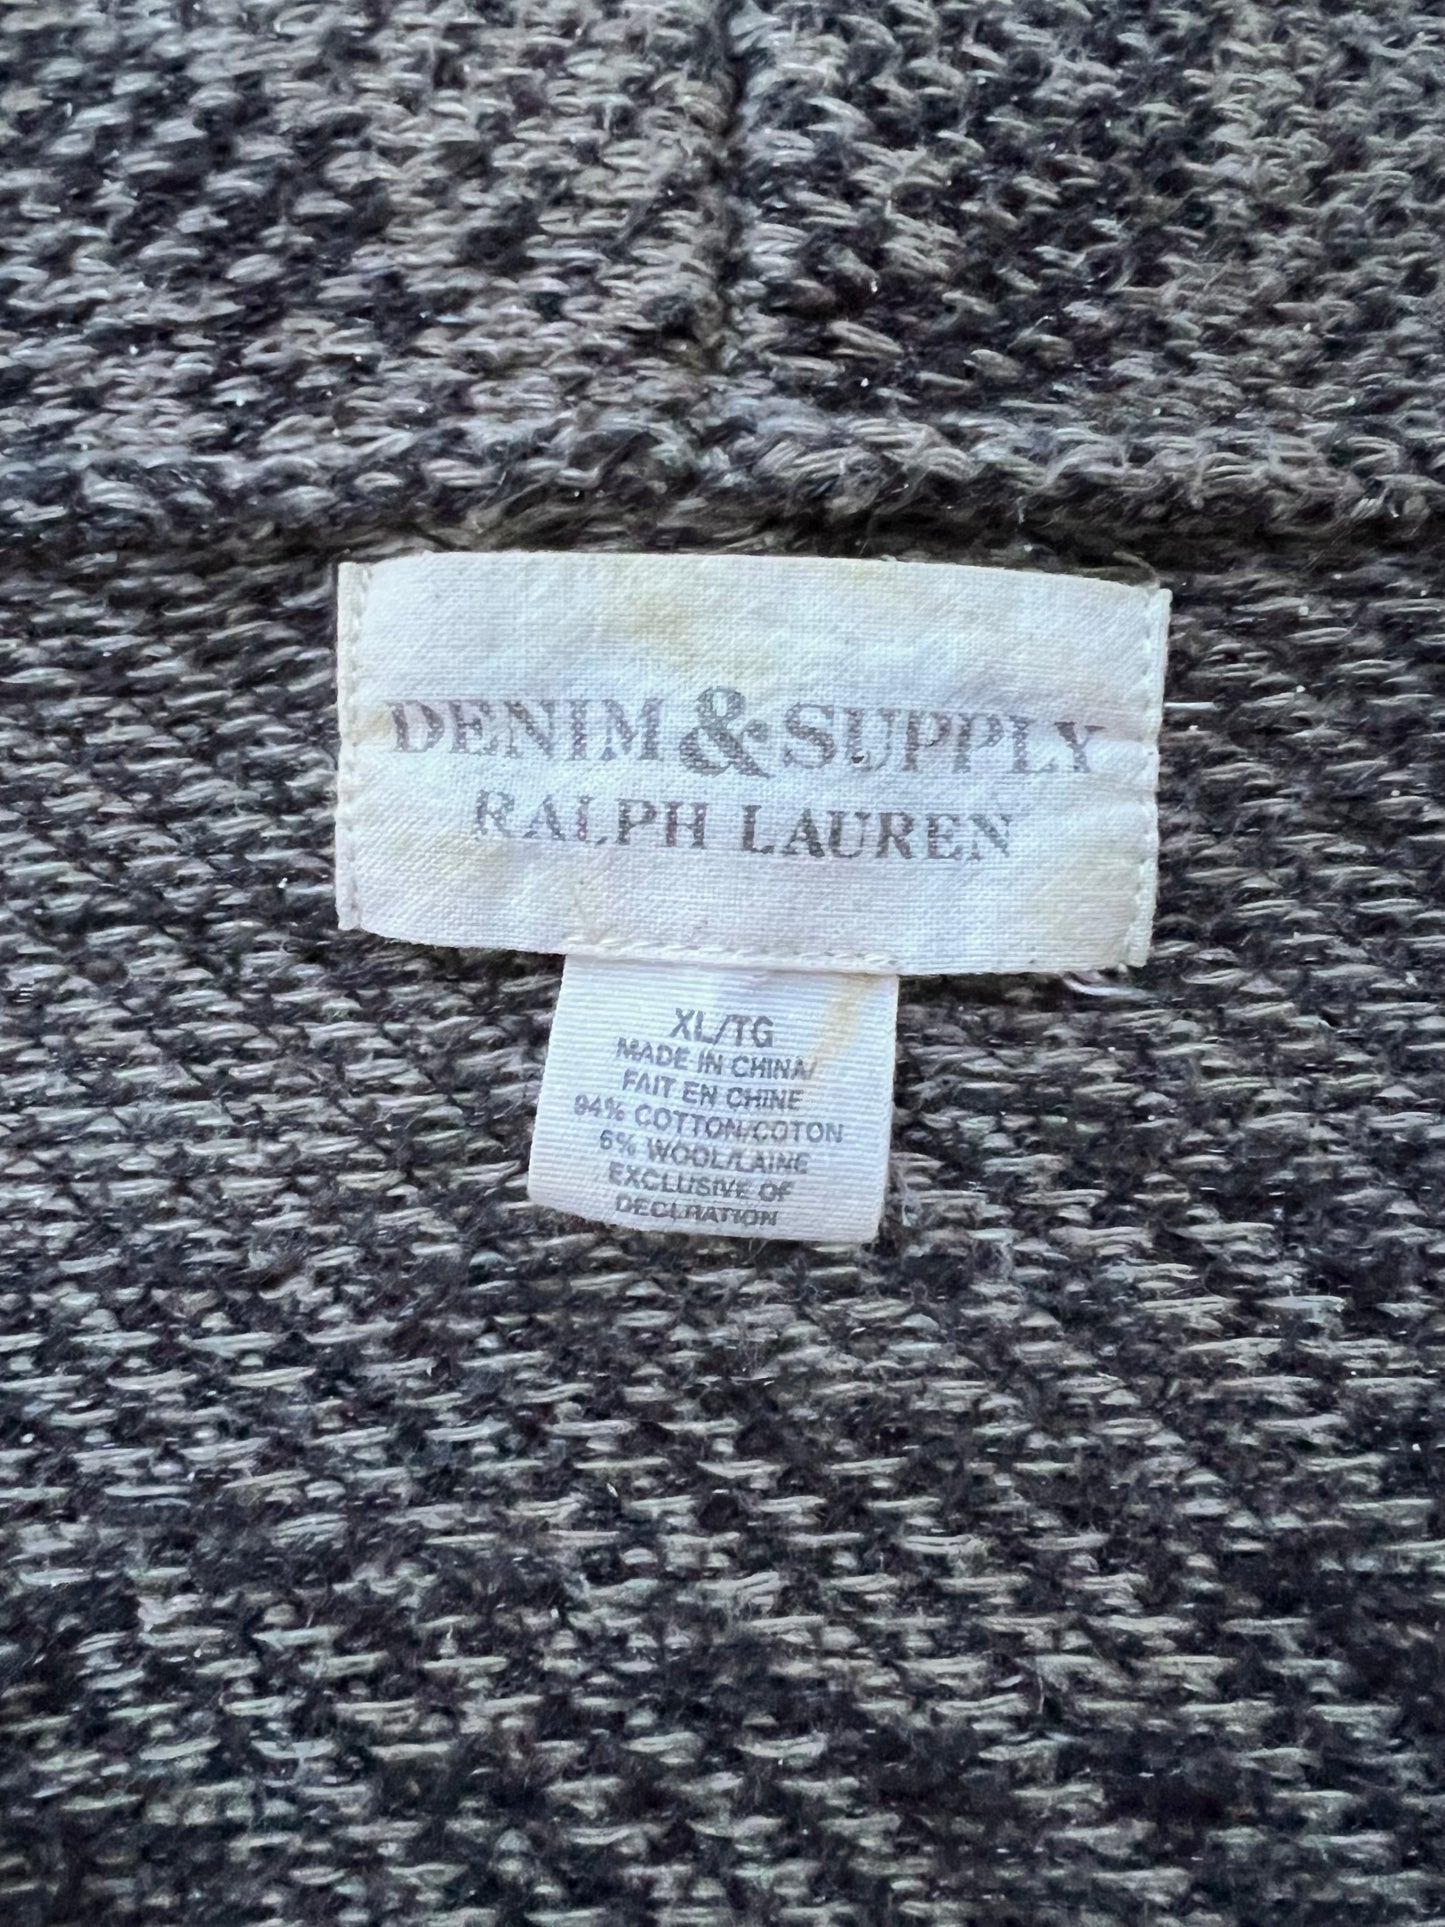 DENIM & SUPPLY
RALPH LAUREN
XL/TG
MADE IN CHINA/
FAIT EN CHINE
94% COTTON/COTON
6% WOOL/LAINE
EXCLUSIVE OF
DECLRATION